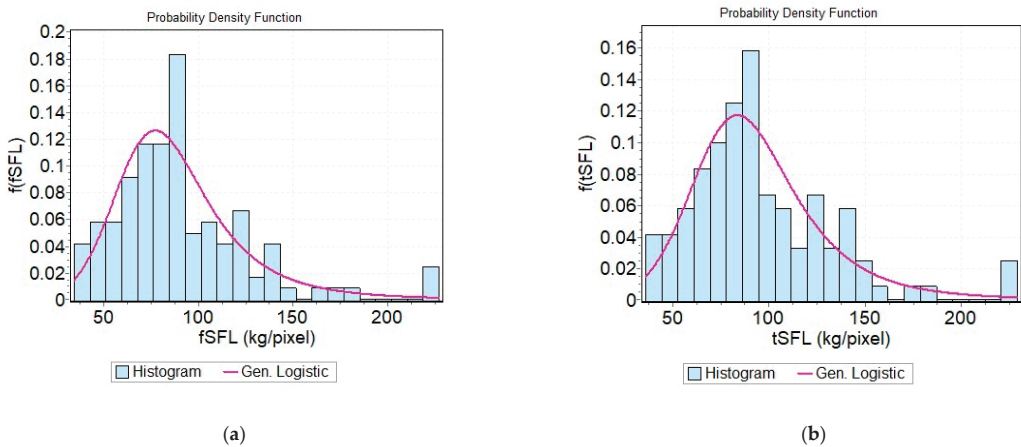 Probability Density Function
0.2
0.18
0.16
0.14
0.12
0.1
0.08
0.06
0.04
0.02
0
f(fSFL)
50 100 150 200
fSFL (kg/pixel)
Histogram Gen. Logistic
(a)
Probability Density Function
0.16
0.14
0.12
0.1
0.08
0.06
0.04
0.02
0
f(tSFL)
50 100 150 200
tSFL (kg/pixel)
Histogram Gen. Logistic
(b)